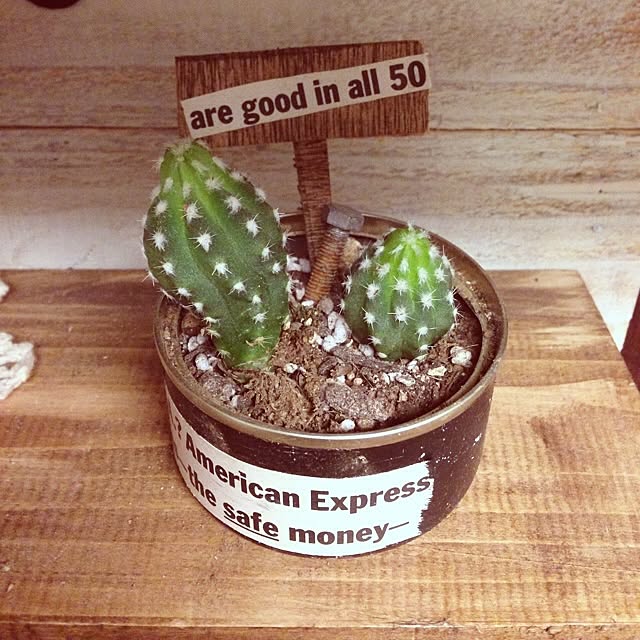 are good in all 50
? American Express
the safe money—